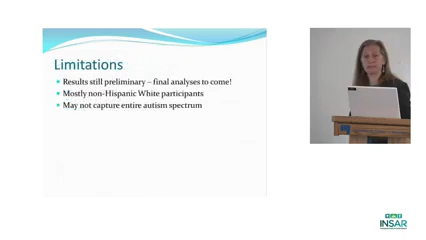 Limitations
Results still preliminary – final analyses to come!
Mostly non-Hispanic White participants
May not capture entire autism spectrum
INSAR